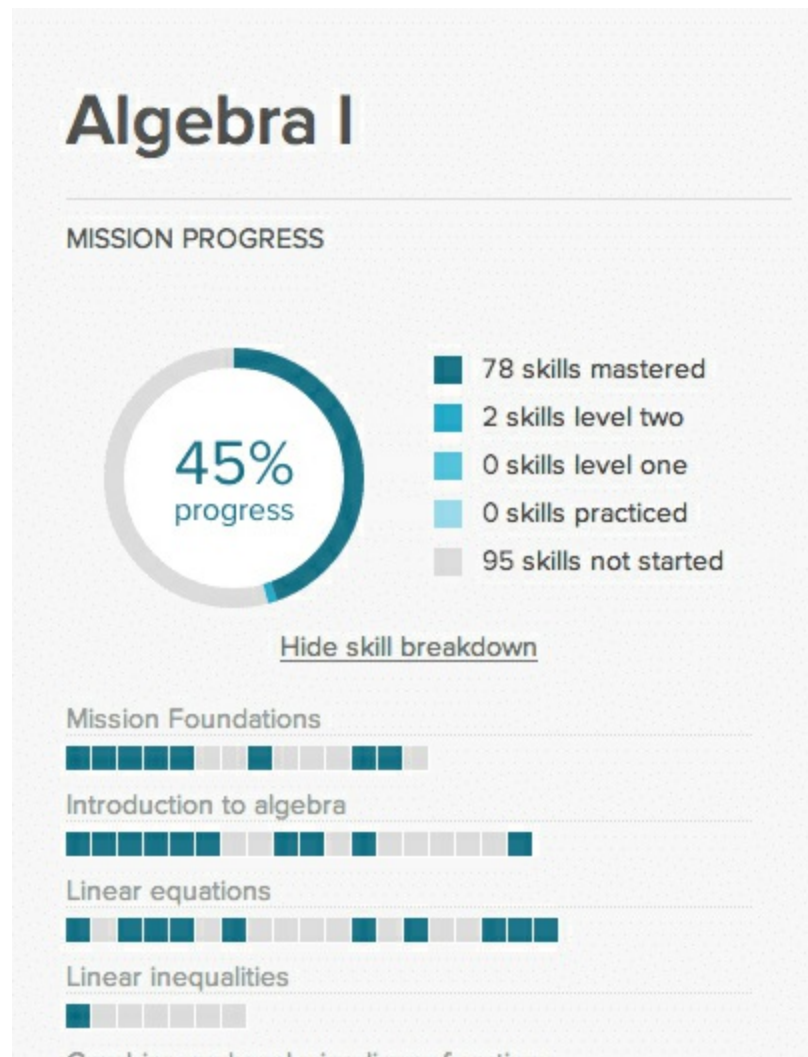 Algebra I
MISSION PROGRESS
45%
progress
78 skills mastered
2 skills level two
0 skills level one
0 skills practiced
95 skills not started
Hide skill breakdown
Mission Foundations
Introduction to algebra
Linear equations
Linear inequalities